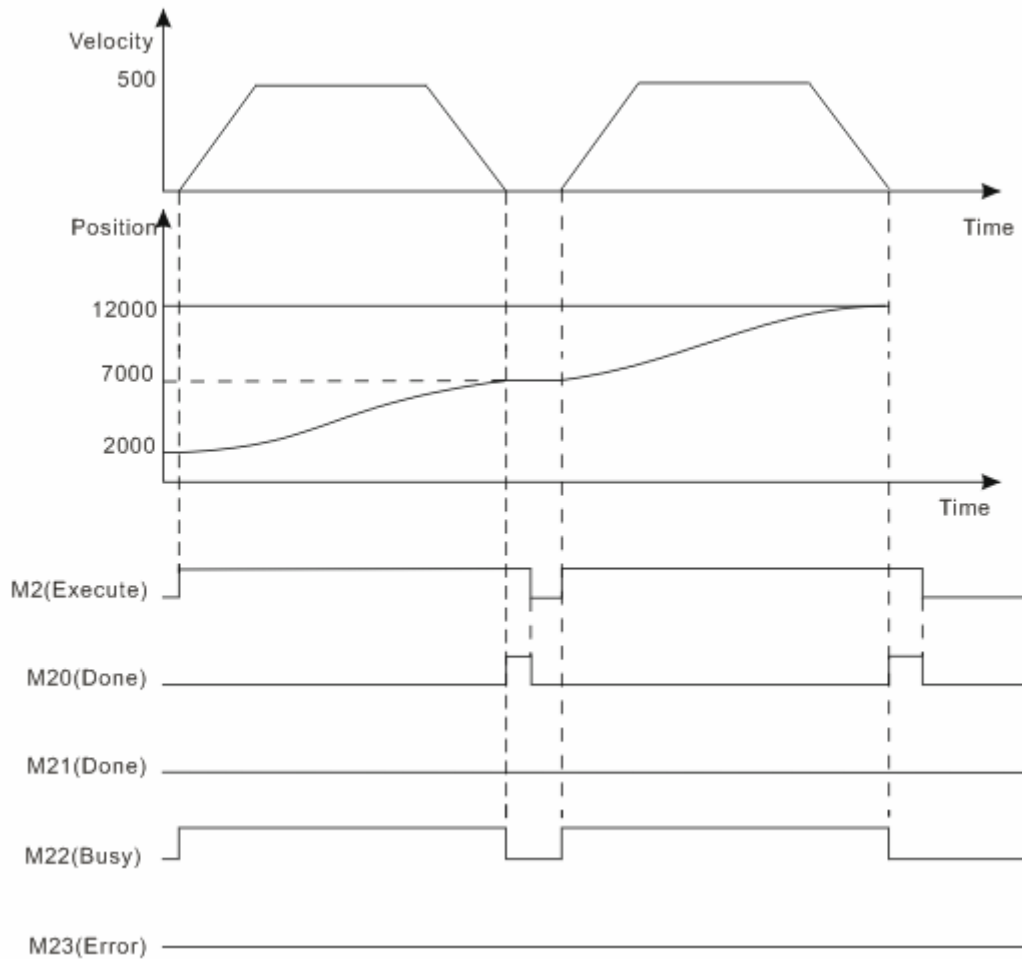 Velocity
500
Time
Position
12000
7000
2000
Time
M2(Execute)
M20(Done)
M21(Done)
M22(Busy)
M23(Error)